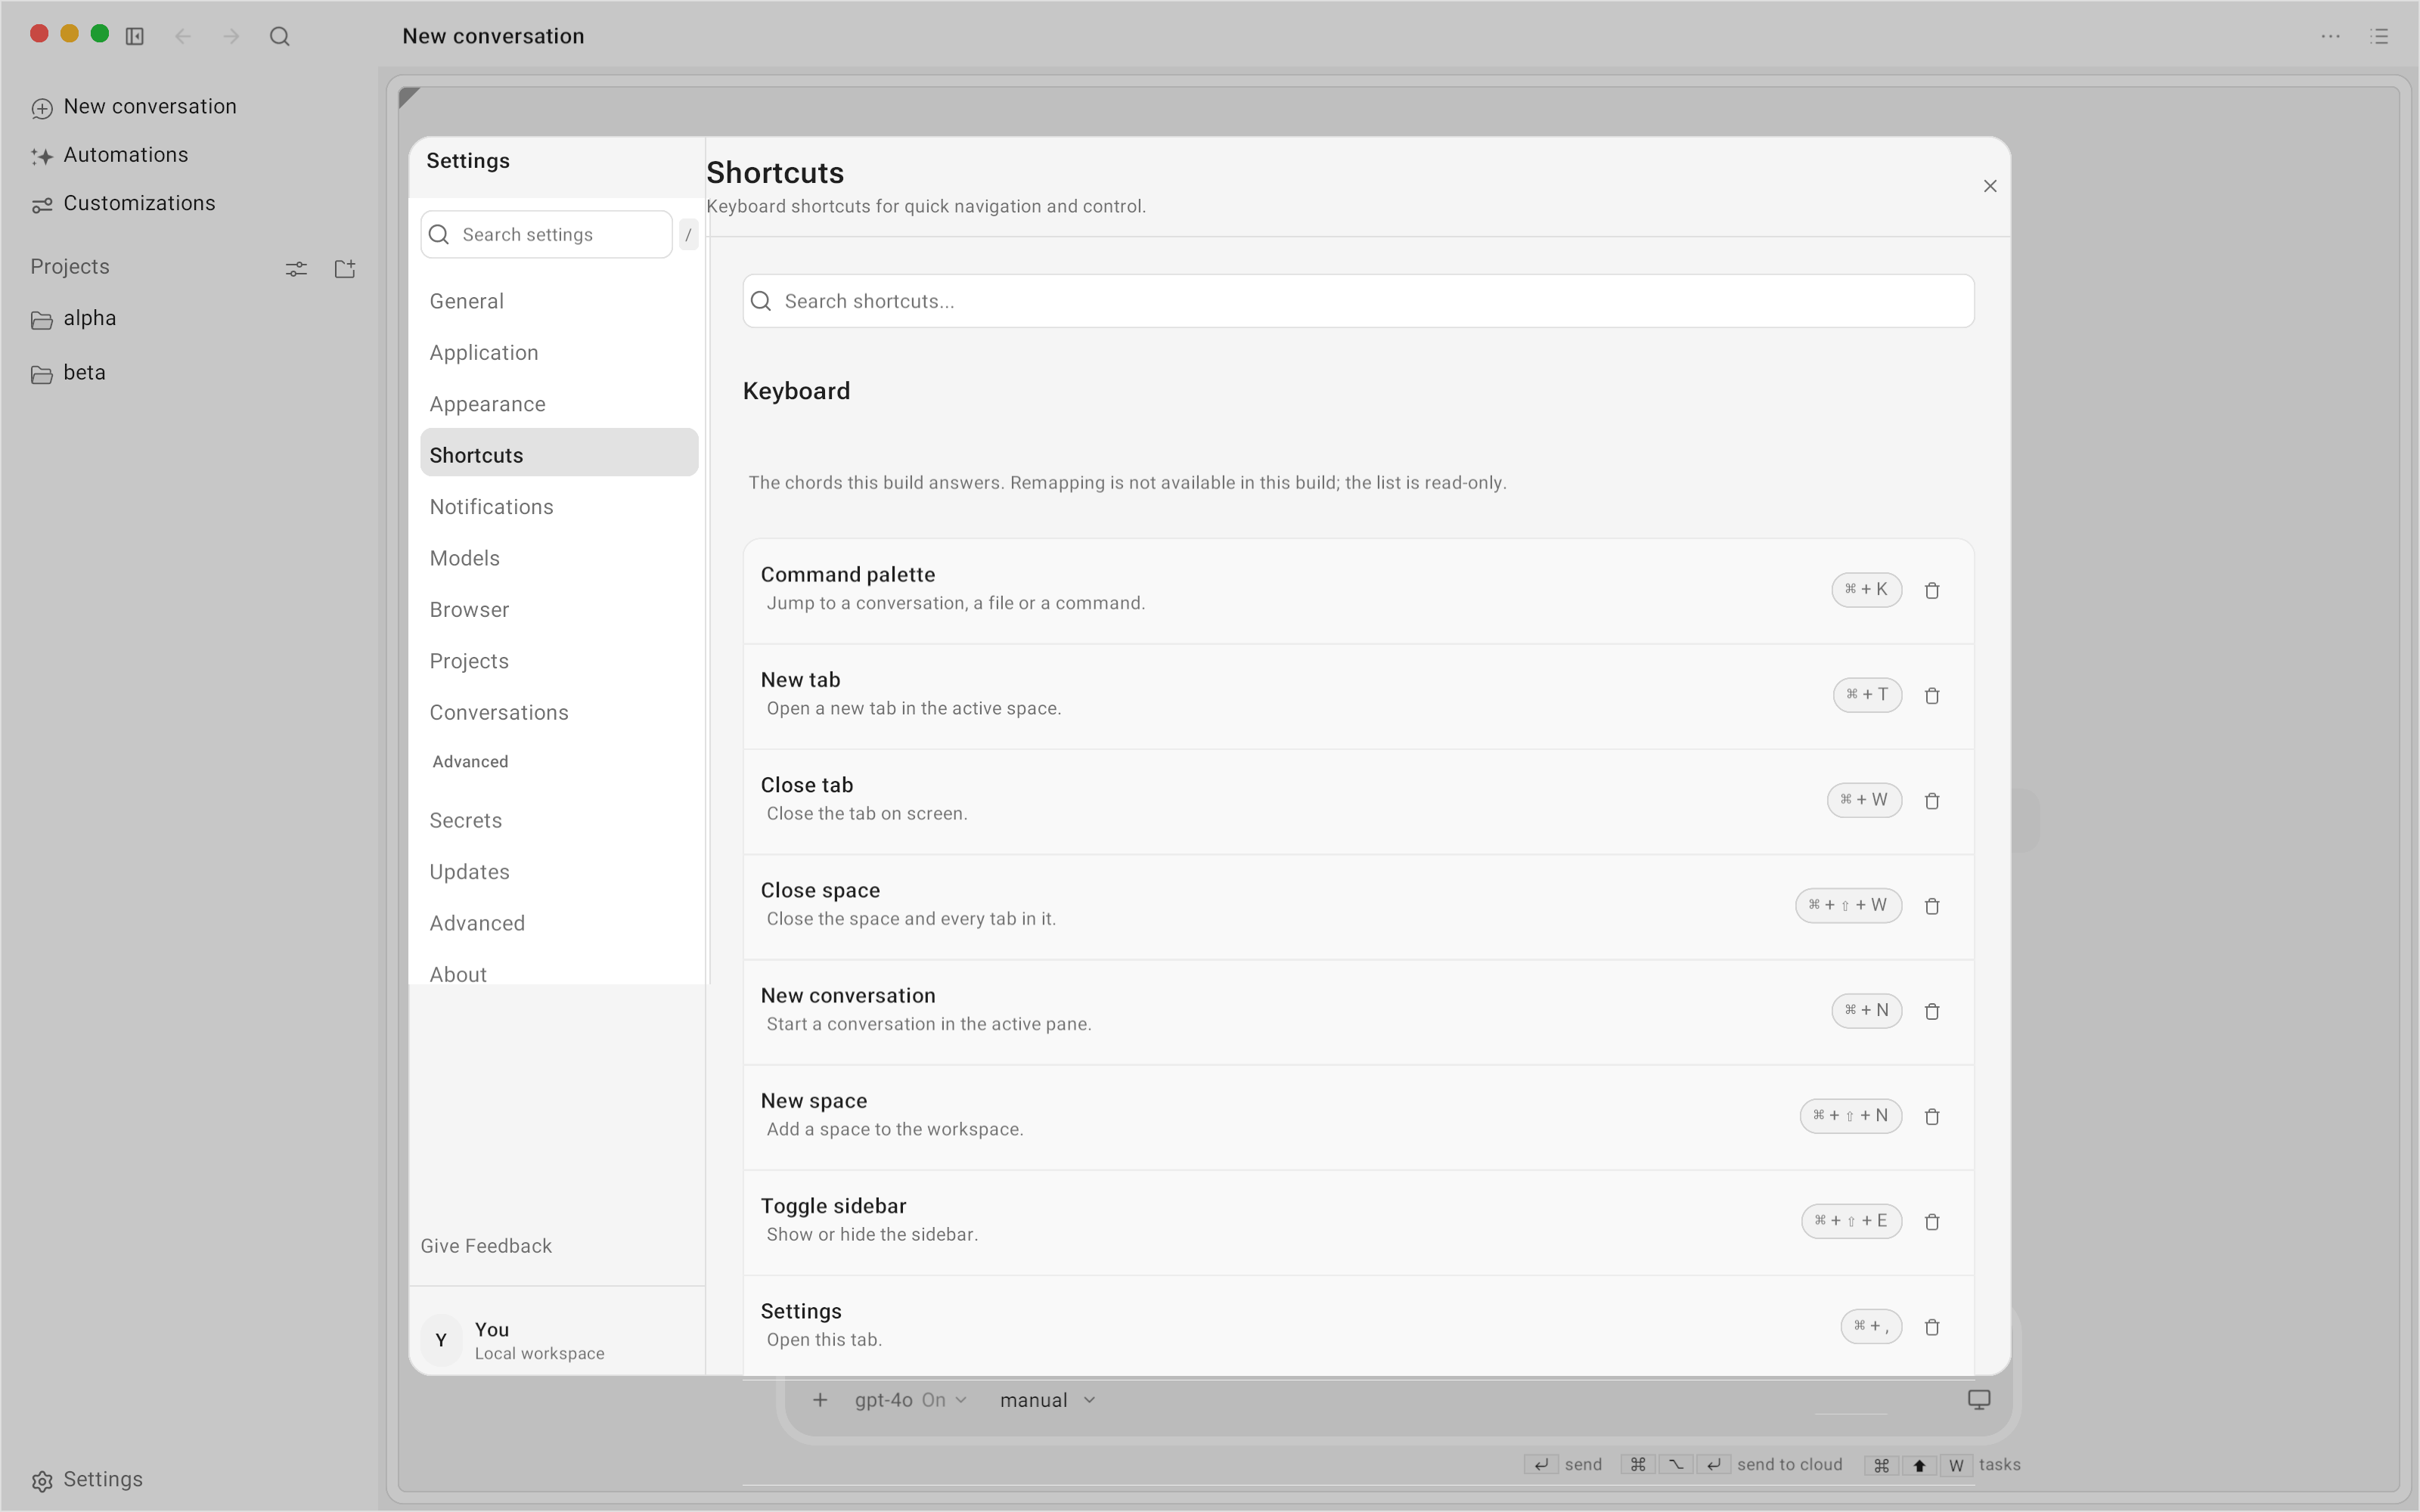 New conversation
New conversation
Automations
Customizations
Projects
alpha
beta
Settings
Settings
Search settings /
General
Application
Appearance
Shortcuts
Notifications
Models
Browser
Projects
Conversations
Advanced
Secrets
Updates
Advanced
About
Give Feedback
Y
You
Local workspace
Shortcuts
Keyboard shortcuts for quick navigation and control.
Search shortcuts...
Keyboard
The chords this build answers. Remapping is not available in this build; the list is read-only.
Command palette
Jump to a conversation, a file or a command.
⌘ + K
New tab
Open a new tab in the active space.
⌘ + T
Close tab
Close the tab on screen.
⌘ + W
Close space
Close the space and every tab in it.
⌘ + ⇧ + W
New conversation
Start a conversation in the active pane.
⌘ + N
New space
Add a space to the workspace.
⌘ + ⇧ + N
Toggle sidebar
Show or hide the sidebar.
⌘ + ⇧ + E
Settings
Open this tab.
⌘ + ,
gpt-4o On manual
send ⌘ ⌥ send to cloud ⌘ W tasks